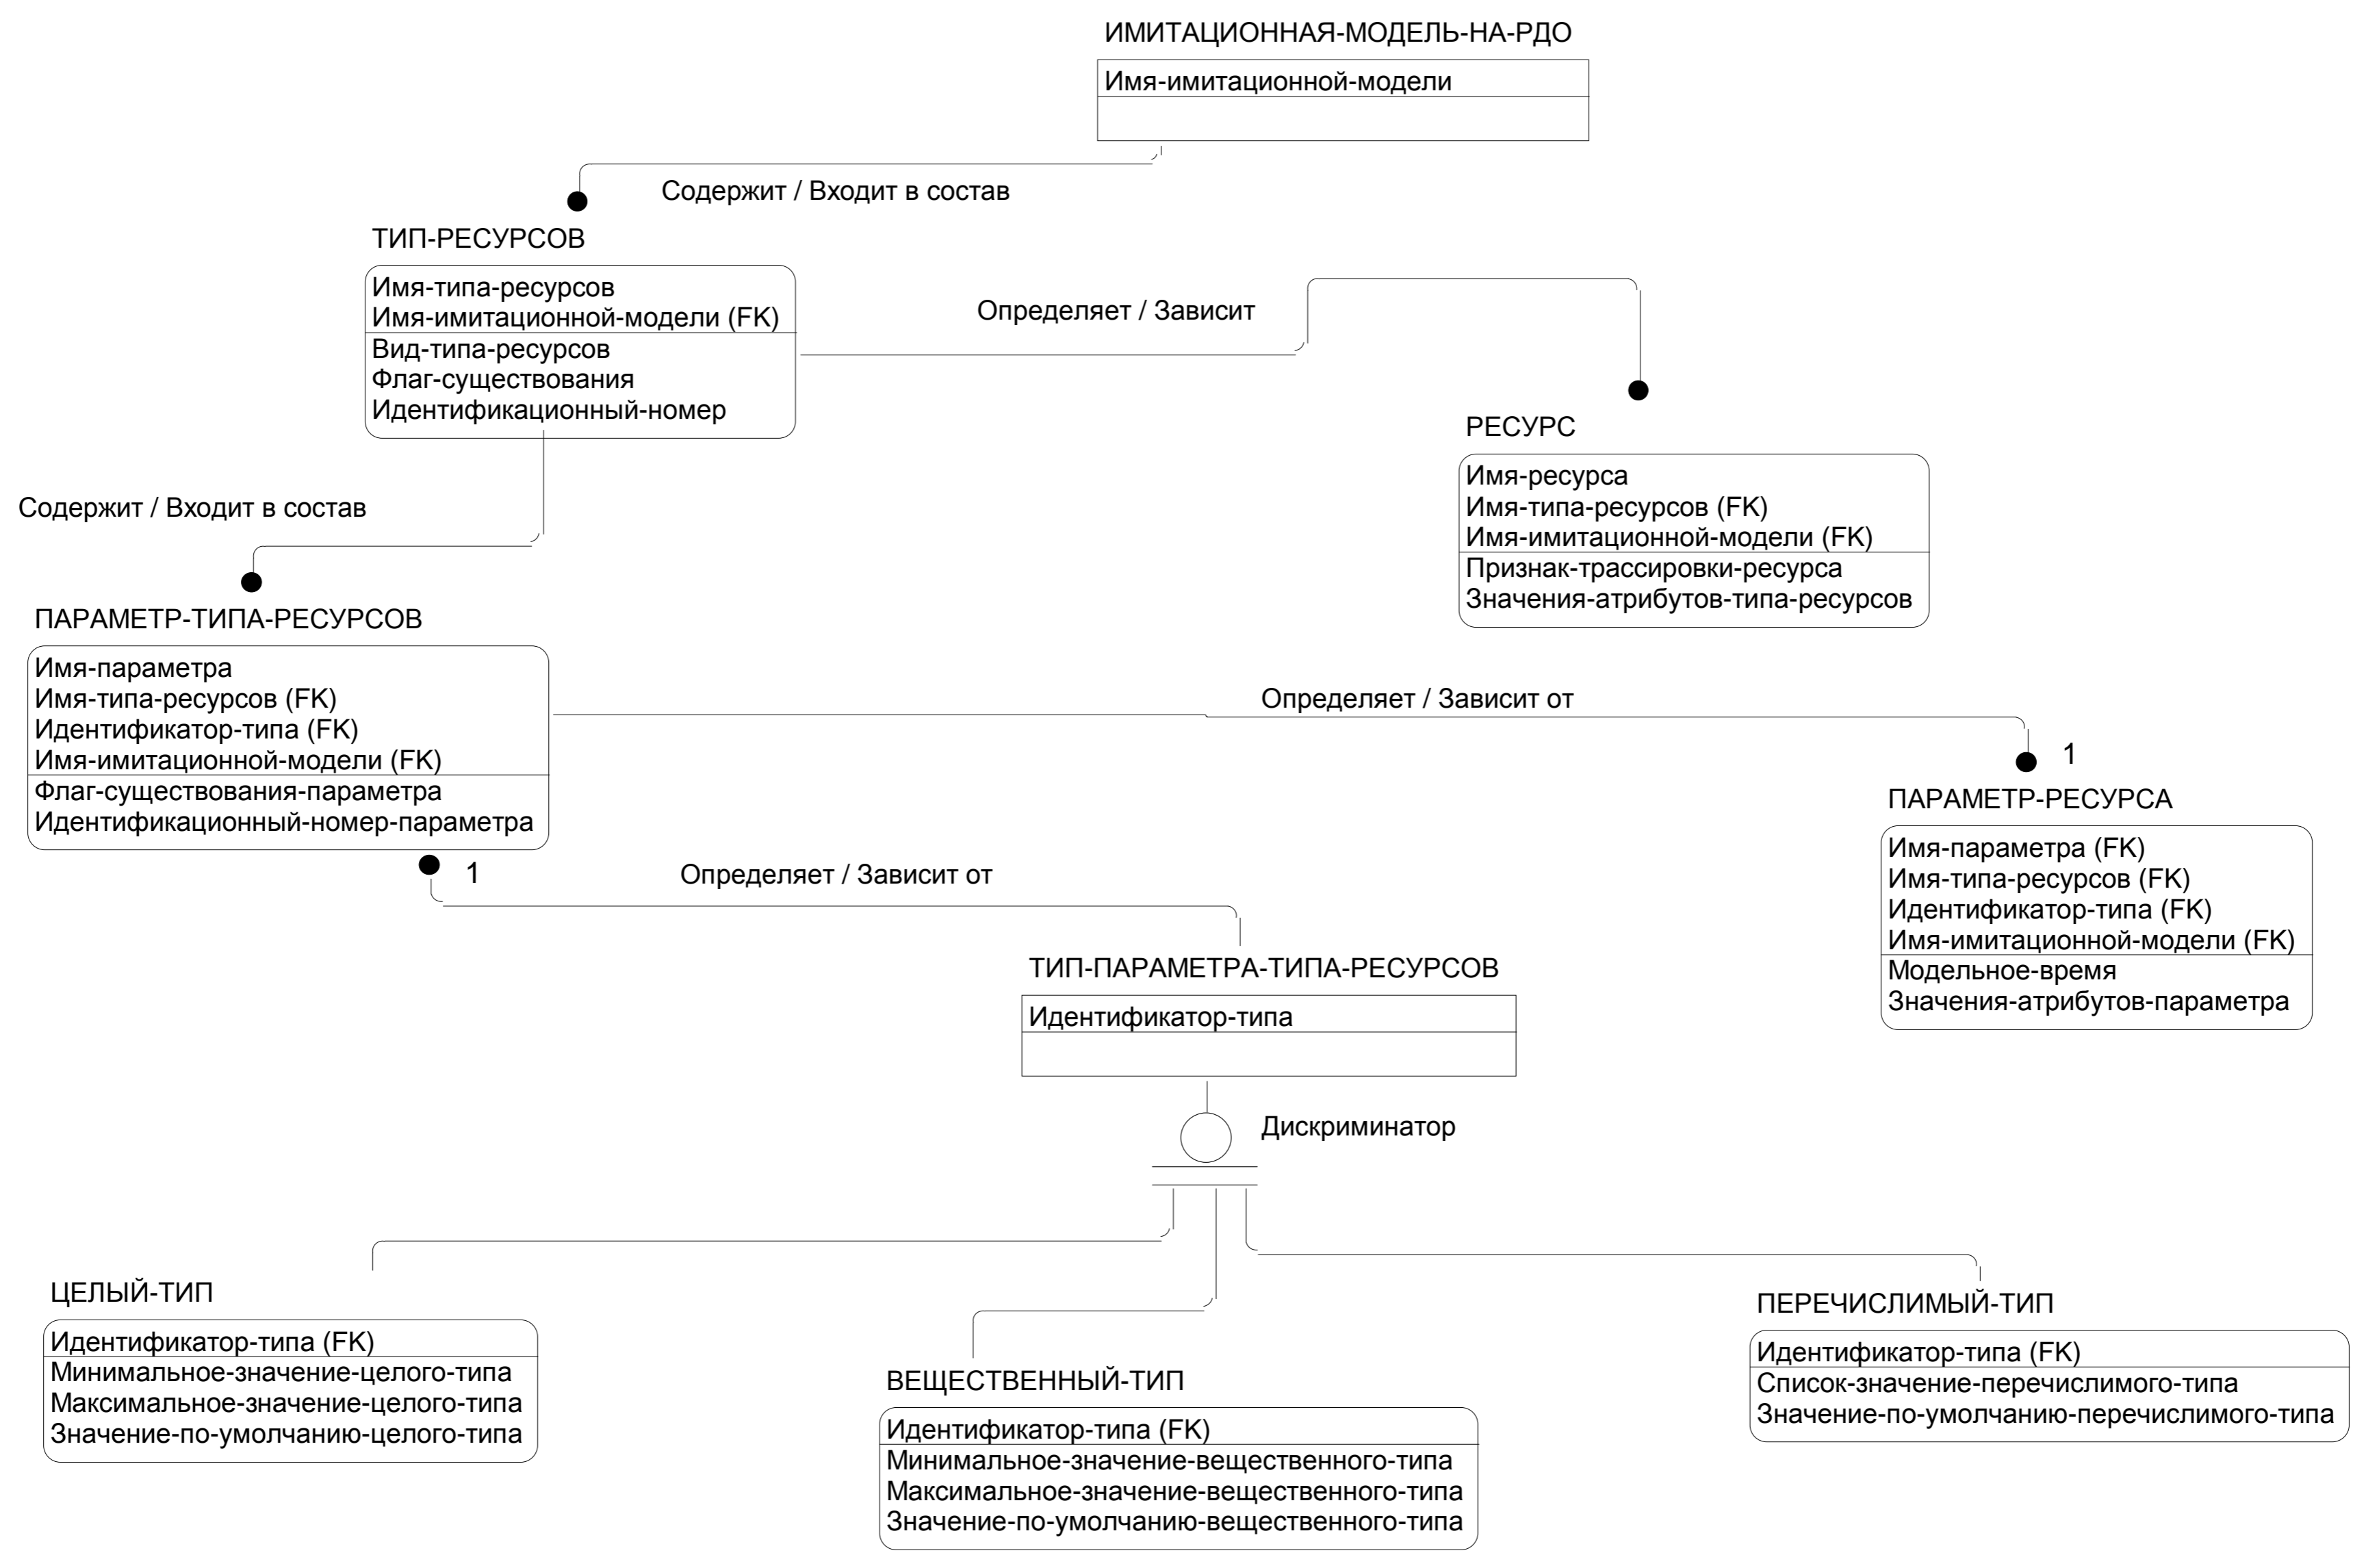 ИМИТАЦИОННАЯ-МОДЕЛЬ-НА-РДО
Имя-имитационной-модели
Содержит / Входит в состав
ТИП-РЕСУРСОВ
Имя-типа-ресурсов
Имя-имитационной-модели (FK)
Вид-типа-ресурсов
Флаг-существования
Идентификационный-номер
Определяет / Зависит
РЕСУРС
Имя-ресурса
Имя-типа-ресурсов (FK)
Имя-имитационной-модели (FK)
Признак-трассировки-ресурса
Значения-атрибутов-типа-ресурсов
Содержит / Входит в состав
ПАРАМЕТР-ТИПА-РЕСУРСОВ
Имя-параметра
Имя-типа-ресурсов (FK)
Идентификатор-типа (FK)
Имя-имитационной-модели (FK)
Флаг-существования-параметра
Идентификационный-номер-параметра
Определяет / Зависит от
1
ПАРАМЕТР-РЕСУРСА
Имя-параметра (FK)
Имя-типа-ресурсов (FK)
Идентификатор-типа (FK)
Имя-имитационной-модели (FK)
Модельное-время
Значения-атрибутов-параметра
1
Определяет / Зависит от
ТИП-ПАРАМЕТРА-ТИПА-РЕСУРСОВ
Идентификатор-типа
Дискриминатор
ЦЕЛЫЙ-ТИП
Идентификатор-типа (FK)
Минимальное-значение-целого-типа
Максимальное-значение-целого-типа
Значение-по-умолчанию-целого-типа
ВЕЩЕСТВЕННЫЙ-ТИП
Идентификатор-типа (FK)
Минимальное-значение-вещественного-типа
Максимальное-значение-вещественного-типа
Значение-по-умолчанию-вещественного-типа
ПЕРЕЧИСЛИМЫЙ-ТИП
Идентификатор-типа (FK)
Список-значение-перечислимого-типа
Значение-по-умолчанию-перечислимого-типа